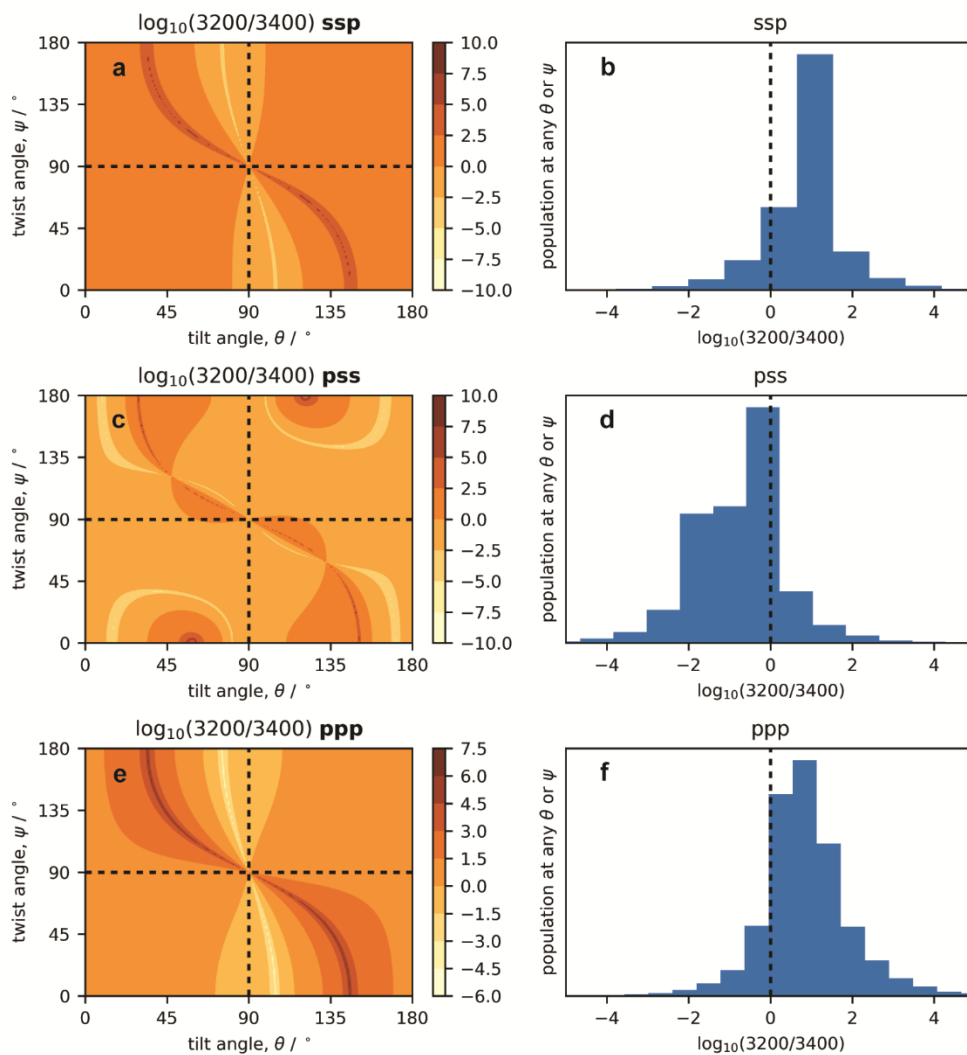 log10(3200/3400) ssp
a
180
135
90
45
0
twist angle, ψ / °
0 45 90 135 180
tilt angle, θ / °
10.0
7.5
5.0
2.5
0.0
−2.5
−5.0
−7.5
−10.0
ssp
b
population at any θ or ψ
−4 −2 0 2 4
log10(3200/3400)
log10(3200/3400) pss
c
180
135
90
45
0
twist angle, ψ / °
0 45 90 135 180
tilt angle, θ / °
10.0
7.5
5.0
2.5
0.0
−2.5
−5.0
−7.5
−10.0
pss
d
population at any θ or ψ
−4 −2 0 2 4
log10(3200/3400)
log10(3200/3400) ppp
e
180
135
90
45
0
twist angle, ψ / °
0 45 90 135 180
tilt angle, θ / °
7.5
6.0
4.5
3.0
1.5
0.0
−1.5
−3.0
−4.5
−6.0
ppp
f
population at any θ or ψ
−4 −2 0 2 4
log10(3200/3400)